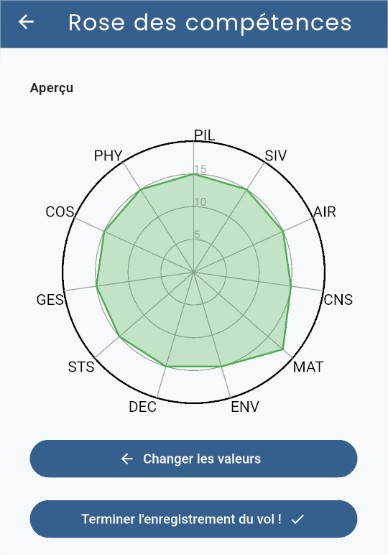 Rose des compétences
Aperçu
PIL
PHY
SIV
15
10
COS
AIR
5
GES
CNS
STS
MAT
DEC
ENV
Changer les valeurs
Terminer l'enregistrement du vol !